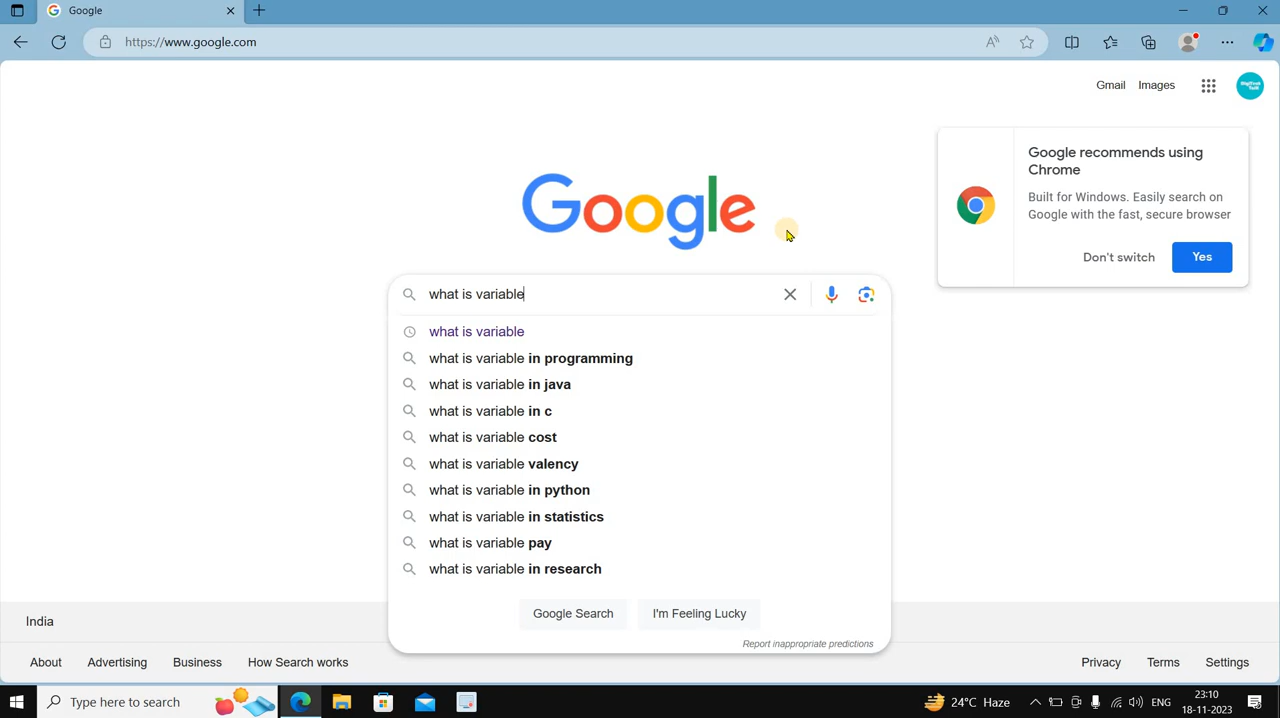 Google
https://www.google.com
Gmail
Images
Google recommends using
Chrome
Built for Windows. Easily search on
Google with the fast, secure browser
Don't switch
Yes
Google
what is variable
what is variable
what is variable in programming
what is variable in java
what is variable in c
what is variable cost
what is variable valency
what is variable in python
what is variable in statistics
what is variable pay
what is variable in research
Google Search
I'm Feeling Lucky
Report inappropriate predictions
India
About
Advertising
Business
How Search works
Privacy
Terms
Settings
Type here to search
24°C Haze
ENG
23:10
18-11-2023